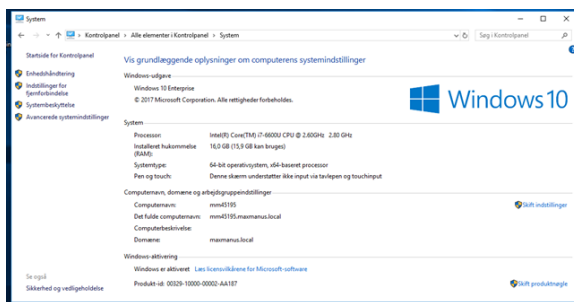 System
Kontrolpanel › Alle elementer i Kontrolpanel › System
Søg i Kontrolpanel
Startside for Kontrolpanel
Enhedshåndtering
Indstillinger for
fjernforbindelse
Systembeskyttelse
Avancerede systemindstillinger
Vis grundlæggende oplysninger om computerens systemindstillinger
Windows-udgave
Windows 10 Enterprise
© 2017 Microsoft Corporation. Alle rettigheder forbeholdes.
Windows 10
System
Processor: Intel(R) Core(TM) i7-6600U CPU @ 2.60GHz 2.80 GHz
Installeret hukommelse (RAM): 16,0 GB (15,9 GB kan bruges)
Systemtype: 64-bit operativsystem, x64-baseret processor
Pen og touch: Denne skærm understøtter ikke input via tavlepen og touchinput
Computernavn, domæne og arbejdsgruppeindstillinger
Computernavn: mm45195
Skift indstillinger
Det fulde computernavn: mm45195.maxmanus.local
Computerbeskrivelse:
Domæne: maxmanus.local
Windows-aktivering
Windows er aktiveret Læs licensvilkårene for Microsoft-software
Produkt-id: 00329-10000-00002-AA187
Skift produktnøgle
Se også
Sikkerhed og vedligeholdelse